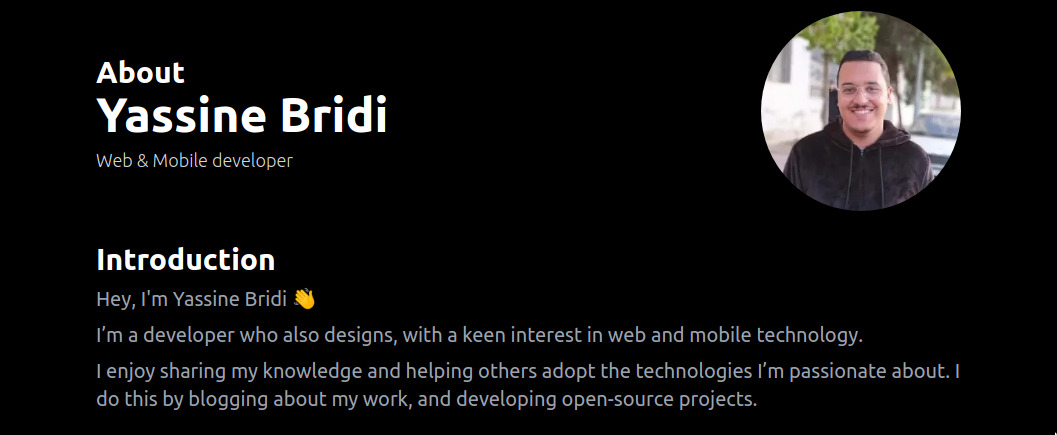 About
Yassine Bridi
Web & Mobile developer
Introduction
Hey, I'm Yassine Bridi 👋
I’m a developer who also designs, with a keen interest in web and mobile technology.
I enjoy sharing my knowledge and helping others adopt the technologies I’m passionate about. I
do this by blogging about my work, and developing open-source projects.